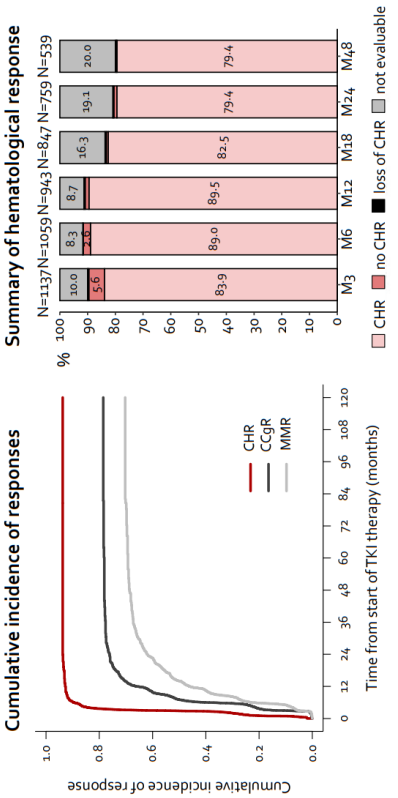 Cumulative incidence of responses
Cumulative incidence of response
1.0
0.8
0.6
0.4
0.2
0.0
CHR
CCgR
MMR
0 12 24 36 48 60 72 84 96 108 120
Time from start of TKI therapy (months)
Summary of hematological response
N=1137 N=1059 N=943 N=847 N=759 N=539
%
100
90
80
70
60
50
40
30
20
10
0
10.0 8.3 8.7 16.3 19.1 20.0
5.6 2.6
83.9 89.0 89.5 82.5 79.4 79.4
M3 M6 M12 M18 M24 M48
CHR no CHR loss of CHR not evaluable